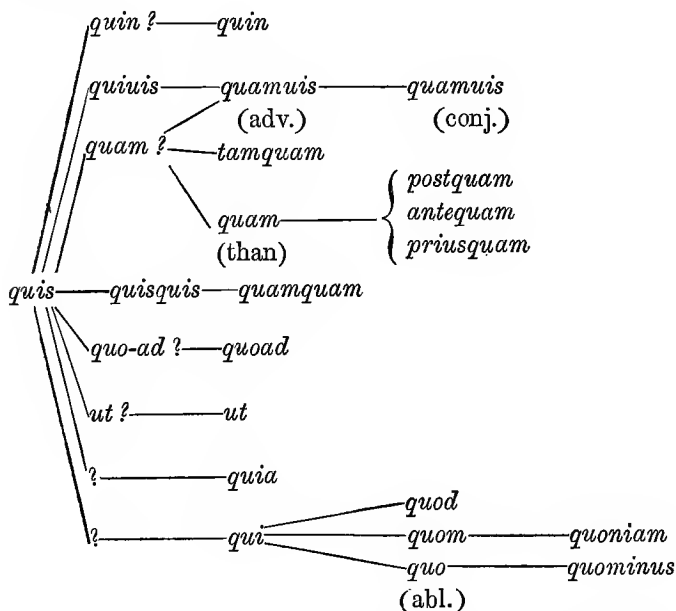 quin ? quin
quiuis quamuis quamuis
(adv.) (conj.)
quam ? tamquam
postquam
quam antequam
(than) priusquam
quis quisquis quamquam
quo-ad ? quoad
ut ? ut
? quia
quod
? qui quom quoniam
quo quominus
(abl.)